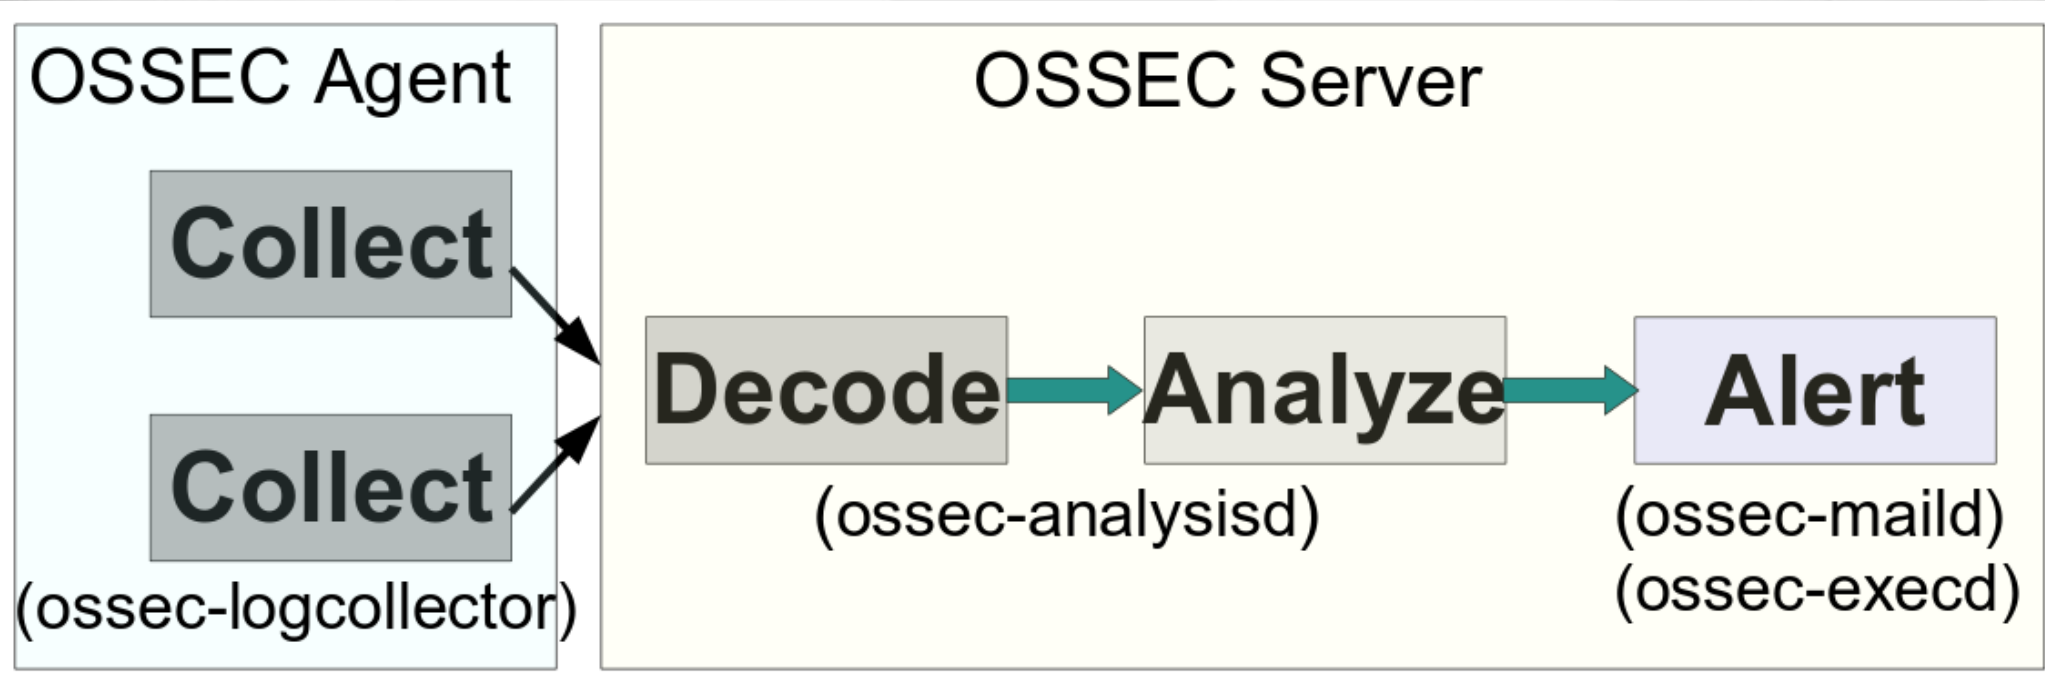 OSSEC Agent
Collect
Collect
(ossec-logcollector)
OSSEC Server
Decode
Analyze
Alert
(ossec-analysisd)
(ossec-maild)
(ossec-execd)